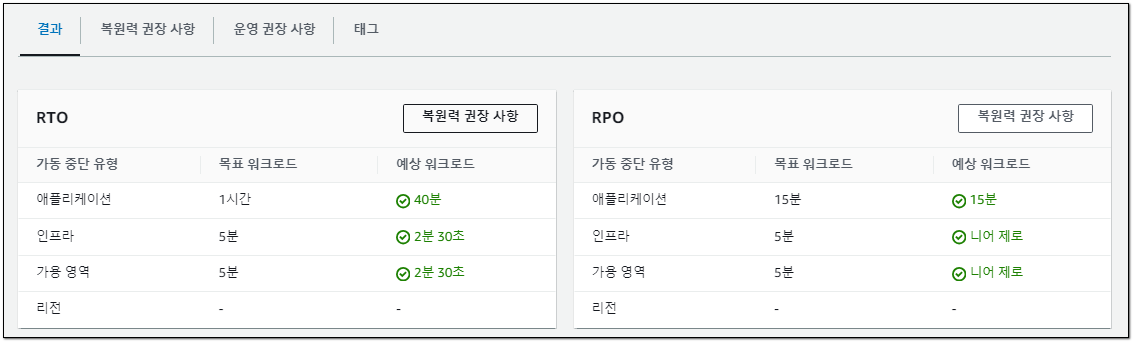 결과 복원력 권장 사항 운영 권장 사항 태그
RTO 복원력 권장 사항
가동 중단 유형 목표 워크로드 예상 워크로드
애플리케이션 1시간 40분
인프라 5분 2분 30초
가용 영역 5분 2분 30초
리전 - -
RPO 복원력 권장 사항
가동 중단 유형 목표 워크로드 예상 워크로드
애플리케이션 15분 15분
인프라 5분 니어 제로
가용 영역 5분 니어 제로
리전 - -